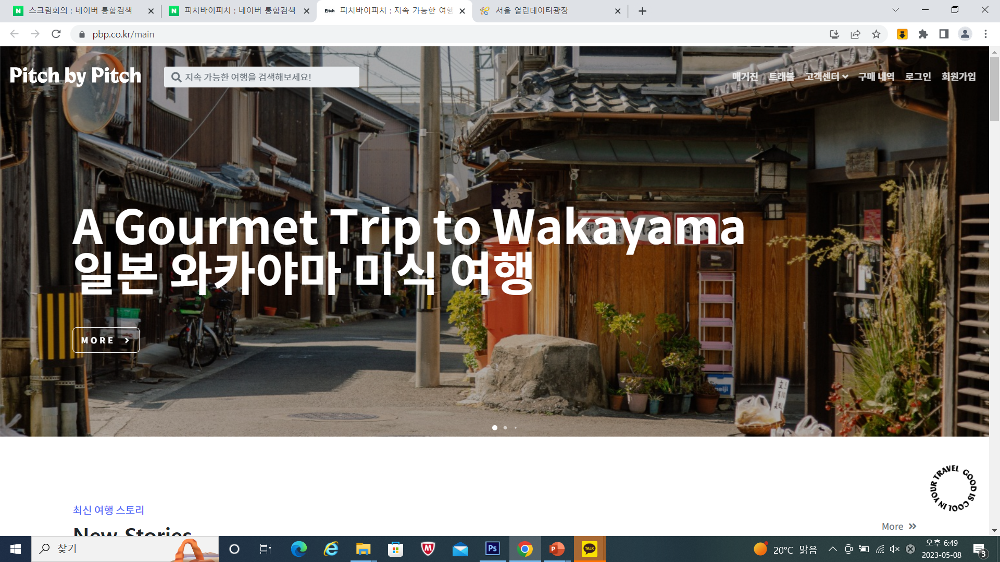 스크럼회의 : 네이버 통합검색
피치바이피치 : 네이버 통합검색
Pitch 피치바이피치 : 지속 가능한 여행
서울 열린데이터광장
pbp.co.kr/main
Pitch by Pitch
지속 가능한 여행을 검색해보세요!
매거진 트래블 고객센터 구매 내역 로그인 회원가입
塩
A Gourmet Trip to Wakayama
일본 와카야마 미식 여행
MORE
meiji
GOOD IS COOL IN YOUR TRAVEL
최신 여행 스토리
New Stories
More
찾기
Ps
TALK
20°C 맑음
오후 6:49
2023-05-08
3